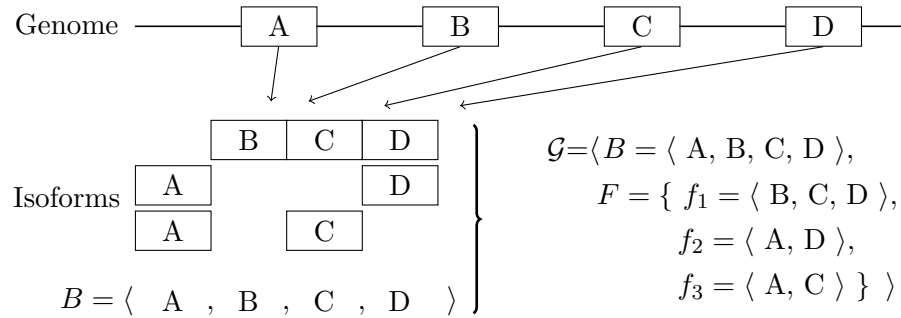 Genome A B C D
B C D
A D
Isoforms
A C
B = ⟨ A , B , C , D ⟩
𝒢=⟨B = ⟨ A, B, C, D ⟩,
F = { f₁ = ⟨ B, C, D ⟩,
f₂ = ⟨ A, D ⟩,
f₃ = ⟨ A, C ⟩ } ⟩